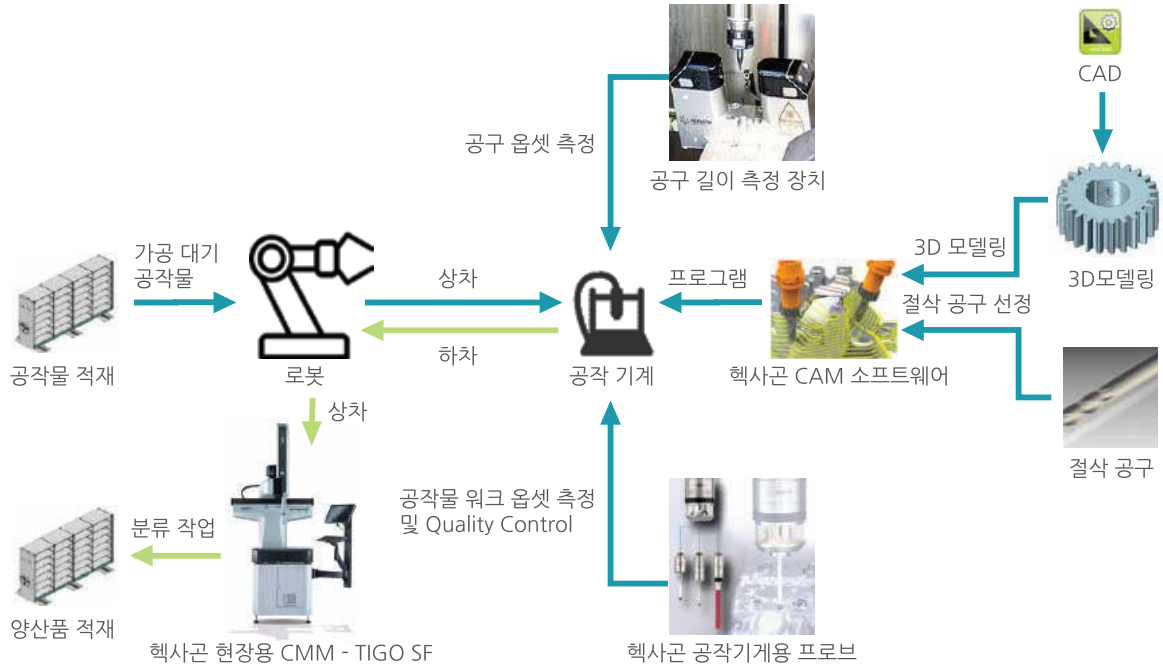 CAD
공구 옵셋 측정
공구 길이 측정 장치
가공 대기
공작물
상차
프로그램
3D 모델링
3D모델링
절삭 공구 선정
하차
공작물 적재
로봇
공작 기계
헥사곤 CAM 소프트웨어
상차
절삭 공구
공작물 워크 옵셋 측정
및 Quality Control
분류 작업
양산품 적재
헥사곤 현장용 CMM - TIGO SF
헥사곤 공작기게용 프로브